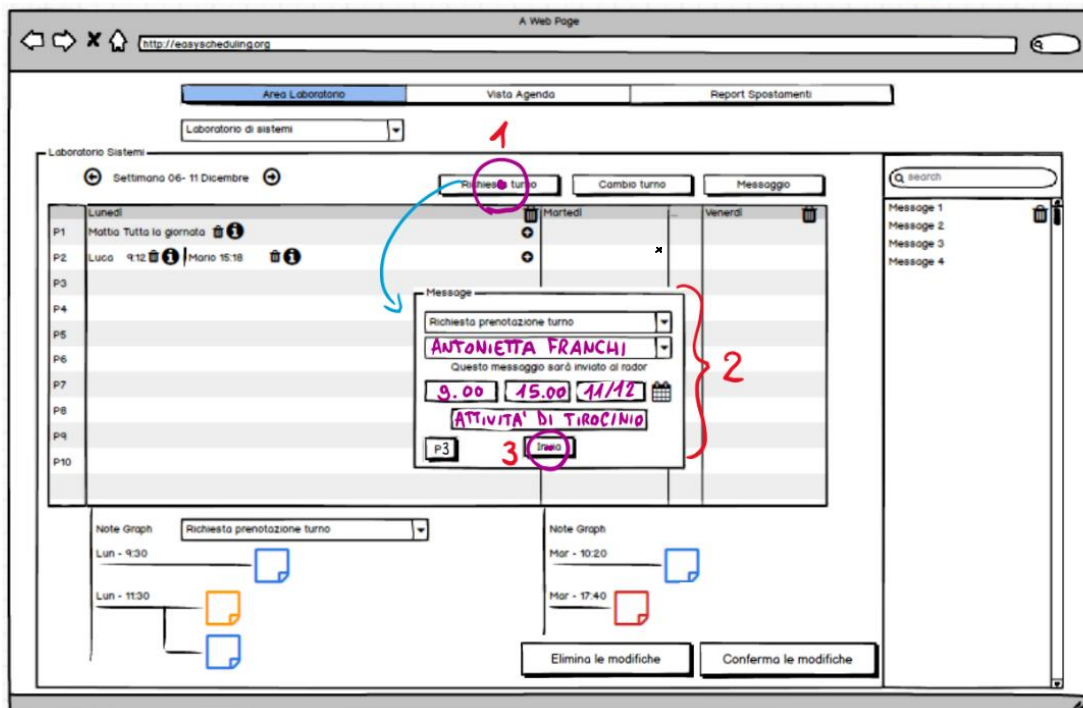 A Web Page
http://easyscheduling.org
Area Laboratorio Vista Agenda Report Spostamenti
Laboratorio di sistemi
1
Laboratorio Sistemi
Settimana 06- 11 Dicembre
Richiesta turno Cambio turno Messaggio
search
Lunedì Martedì ... Venerdì
P1 Mattia Tutta la giornata
P2 Luca 9:12 Mario 15:18
P3
P4
P5
P6
P7
P8
P9
P10
Message
Richiesta prenotazione turno
ANTONIETTA FRANCHI
Questo messaggio sarà inviato al rador
9.00 15.00 11/12
ATTIVITA' DI TIROCINIO
P3 3 Invia
2
Message 1
Message 2
Message 3
Message 4
Note Graph Richiesta prenotazione turno
Lun - 9:30
Lun - 11:30
Note Graph
Mar - 10:20
Mar - 17:40
Elimina le modifiche Conferma le modifiche